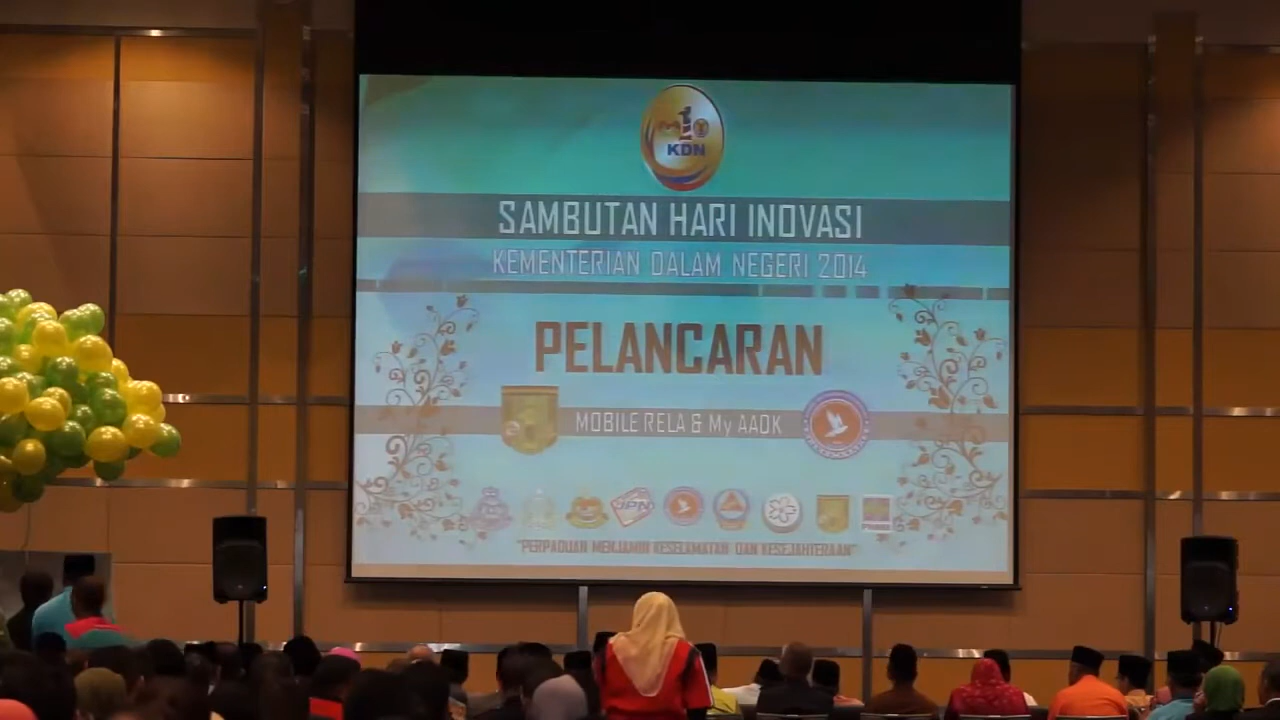 KDN
SAMBUTAN HARI INOVASI
KEMENTERIAN DALAM NEGERI 2014
PELANCARAN
MOBILE RELA & My AADK
JPN
"PERPADUAN MENJAMIN KESELAMATAN DAN KESEJAHTERAAN"